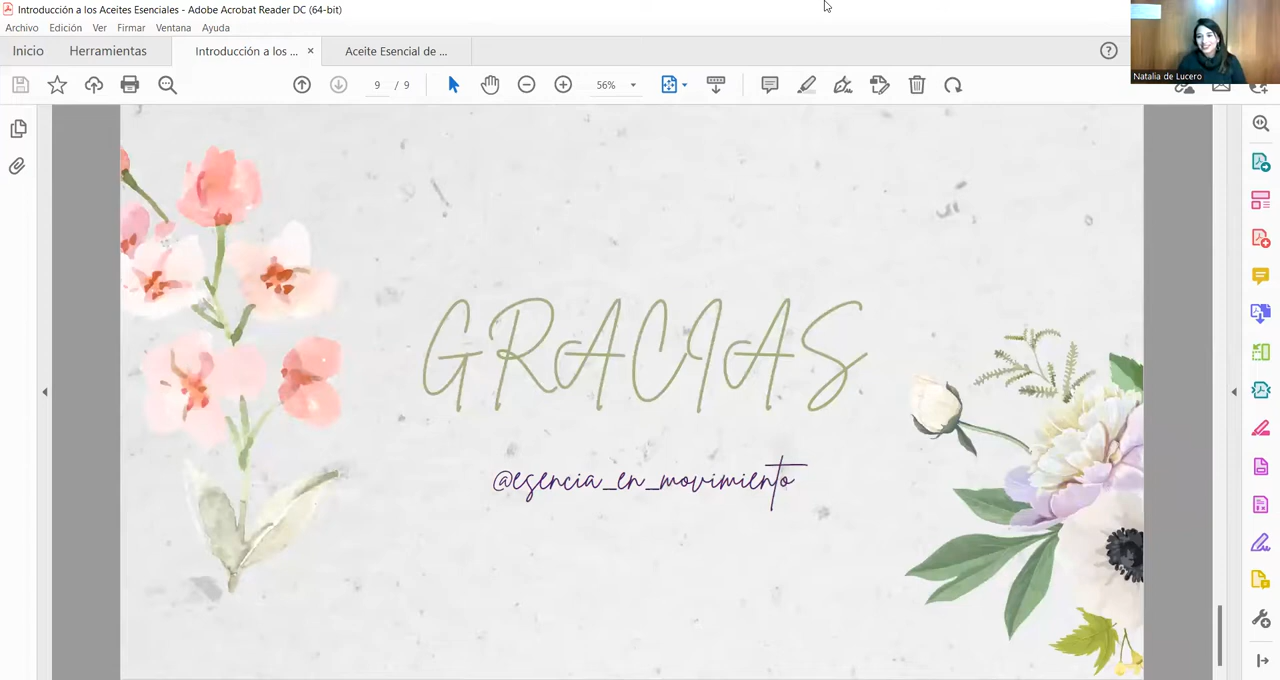 Introducción a los Aceites Esenciales - Adobe Acrobat Reader DC (64-bit)
Archivo Edición Ver Firmar Ventana Ayuda
Inicio Herramientas Introducción a los ... × Aceite Esencial de ...
9 / 9 56%
Natalia de Lucero
GRACIAS
@esencia_en_movimiento